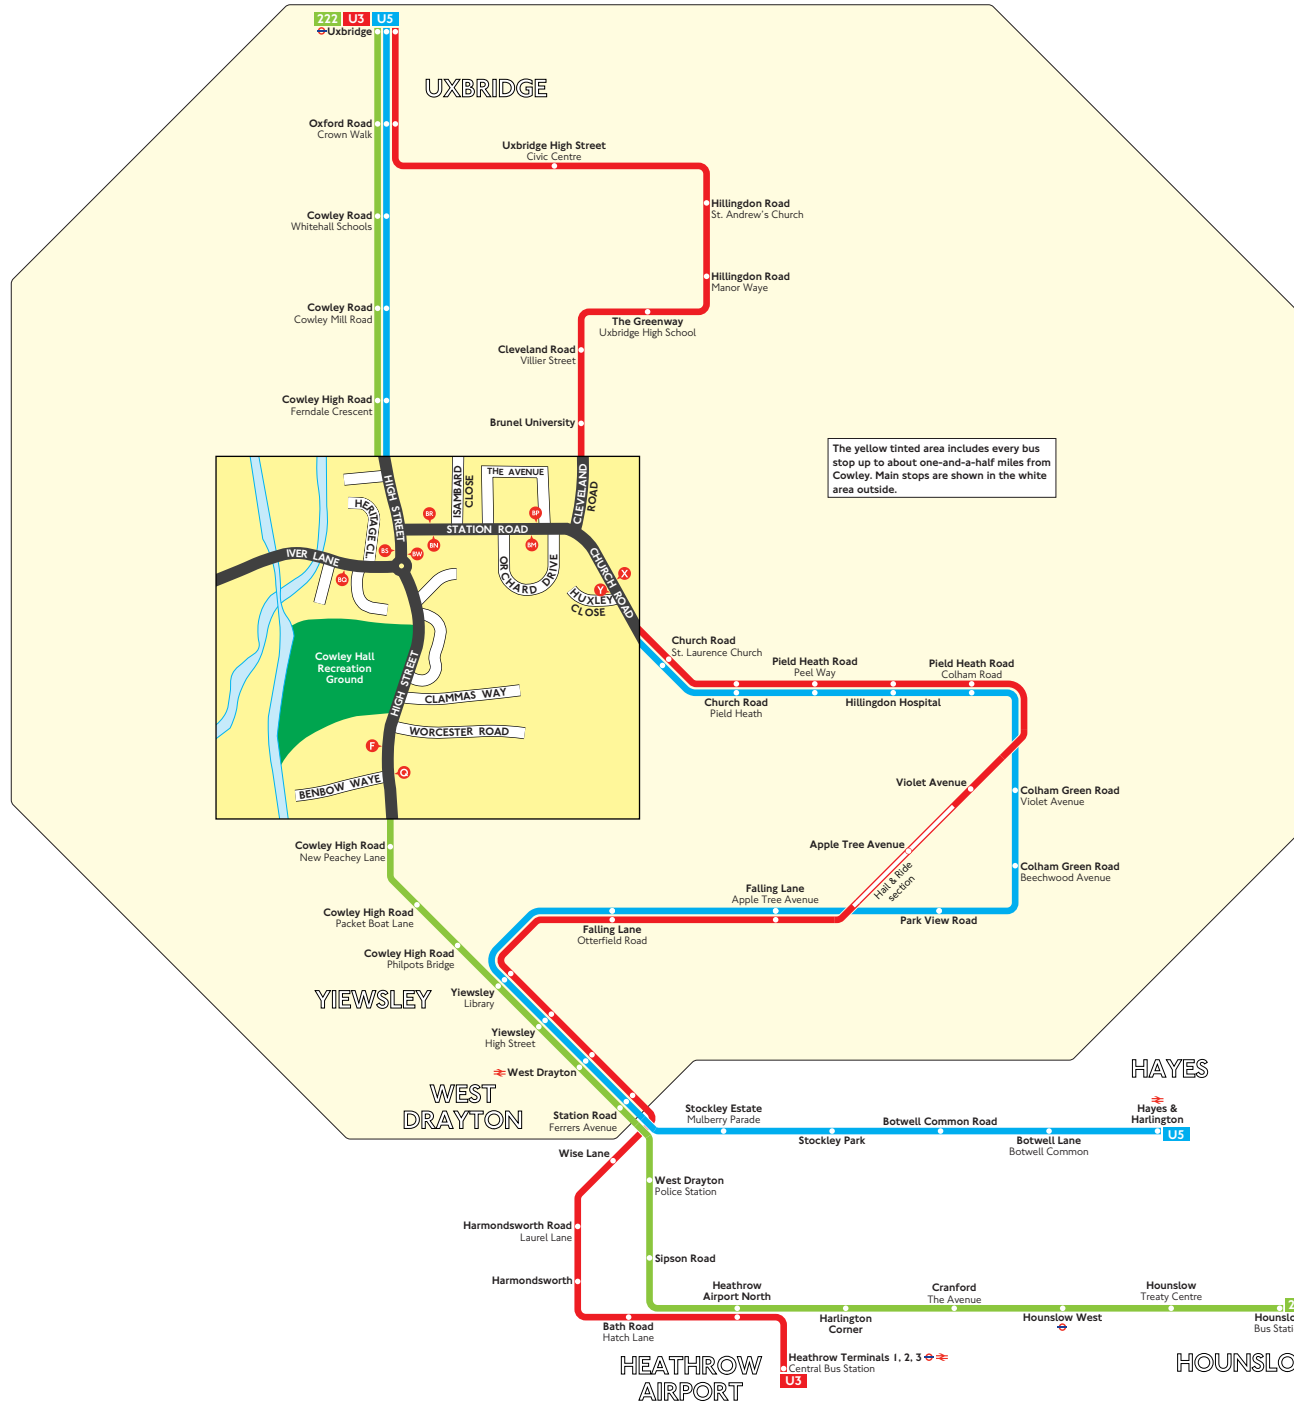 222 U3 U5
Uxbridge
UXBRIDGE
Oxford Road
Crown Walk
Uxbridge High Street
Civic Centre
Cowley Road
Whitehall Schools
Hillingdon Road
St. Andrew's Church
Hillingdon Road
Manor Waye
Cowley Road
Cowley Mill Road
The Greenway
Uxbridge High School
Cleveland Road
Villier Street
Cowley High Road
Ferndale Crescent
Brunel University
The yellow tinted area includes every bus
stop up to about one-and-a-half miles from
Cowley. Main stops are shown in the white
area outside.
HIGH STREET
ISAMBARD
CLOSE
THE AVENUE
CLEVELAND
ROAD
HERITAGE CL.
BR
BP
STATION ROAD
BN
BM
BS
BW
IVER LANE
BQ
ORCHARD DRIVE
CHURCH ROAD
X
Y
HUXLEY
CLOSE
Cowley Hall
Recreation
Ground
HIGH STREET
CLAMMAS WAY
WORCESTER ROAD
F
Q
BENBOW WAYE
Church Road
St. Laurence Church
Pield Heath Road
Peel Way
Pield Heath Road
Colham Road
Church Road
Pield Heath
Hillingdon Hospital
Violet Avenue
Colham Green Road
Violet Avenue
Apple Tree Avenue
Hail & Ride
section
Colham Green Road
Beechwood Avenue
Cowley High Road
New Peachey Lane
Falling Lane
Apple Tree Avenue
Cowley High Road
Packet Boat Lane
Park View Road
Falling Lane
Otterfield Road
Cowley High Road
Philpots Bridge
YIEWSLEY
Yiewsley
Library
Yiewsley
High Street
West Drayton
WEST
DRAYTON
HAYES
Station Road
Ferrers Avenue
Stockley Estate
Mulberry Parade
Stockley Park
Botwell Common Road
Botwell Lane
Botwell Common
Hayes &
Harlington
U5
Wise Lane
West Drayton
Police Station
Harmondsworth Road
Laurel Lane
Sipson Road
Harmondsworth
Heathrow
Airport North
Cranford
The Avenue
Hounslow
Treaty Centre
Bath Road
Hatch Lane
Harlington
Corner
Hounslow West
2
Hounslo
Bus Stati
Heathrow Terminals 1, 2, 3
Central Bus Station
U3
HEATHROW
AIRPORT
HOUNSLO